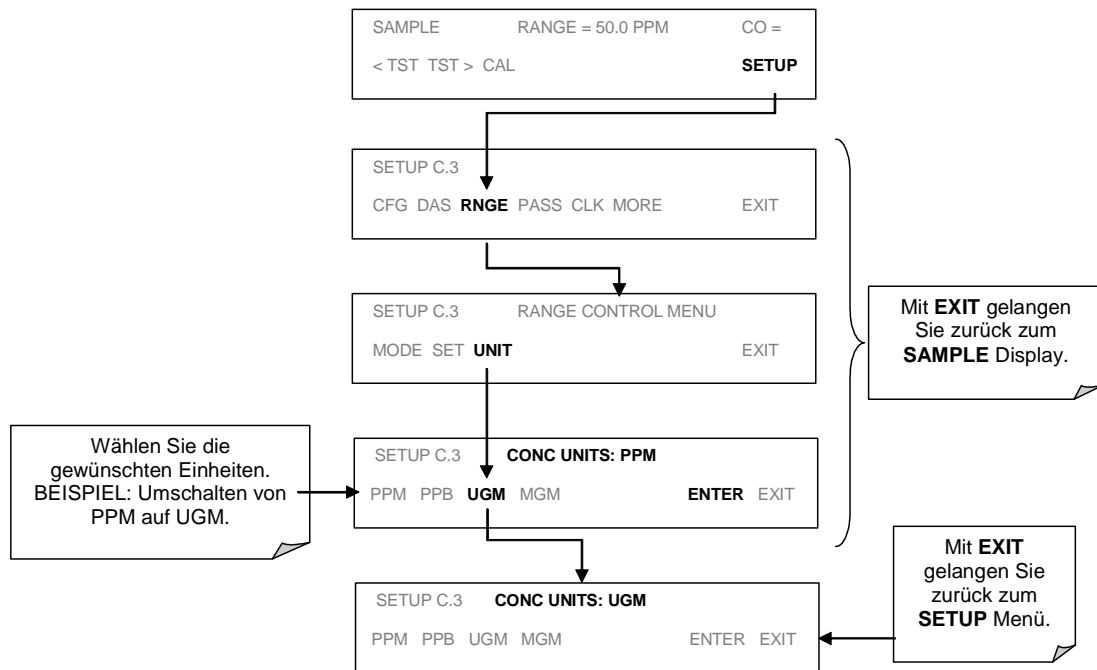 SAMPLE RANGE = 50.0 PPM CO =
< TST TST > CAL SETUP
SETUP C.3
CFG DAS RNGE PASS CLK MORE EXIT
SETUP C.3 RANGE CONTROL MENU
MODE SET UNIT EXIT
Mit EXIT gelangen
Sie zurück zum
SAMPLE Display.
Wählen Sie die
gewünschten Einheiten.
BEISPIEL: Umschalten von
PPM auf UGM.
SETUP C.3 CONC UNITS: PPM
PPM PPB UGM MGM ENTER EXIT
SETUP C.3 CONC UNITS: UGM
PPM PPB UGM MGM ENTER EXIT
Mit EXIT
gelangen Sie
zurück zum
SETUP Menü.